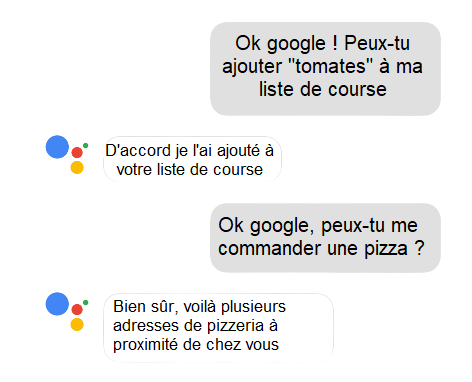 Ok google ! Peux-tu
ajouter "tomates" à ma
liste de course
D'accord je l'ai ajouté à
votre liste de course
Ok google, peux-tu me
commander une pizza ?
Bien sûr, voilà plusieurs
adresses de pizzeria à
proximité de chez vous